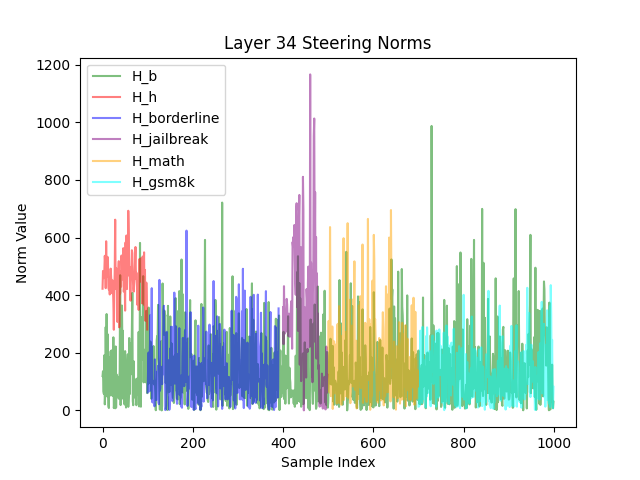 Layer 34 Steering Norms
1200
1000
800
600
400
200
0
Norm Value
H_b
H_h
H_borderline
H_jailbreak
H_math
H_gsm8k
0
200
400
600
800
1000
Sample Index